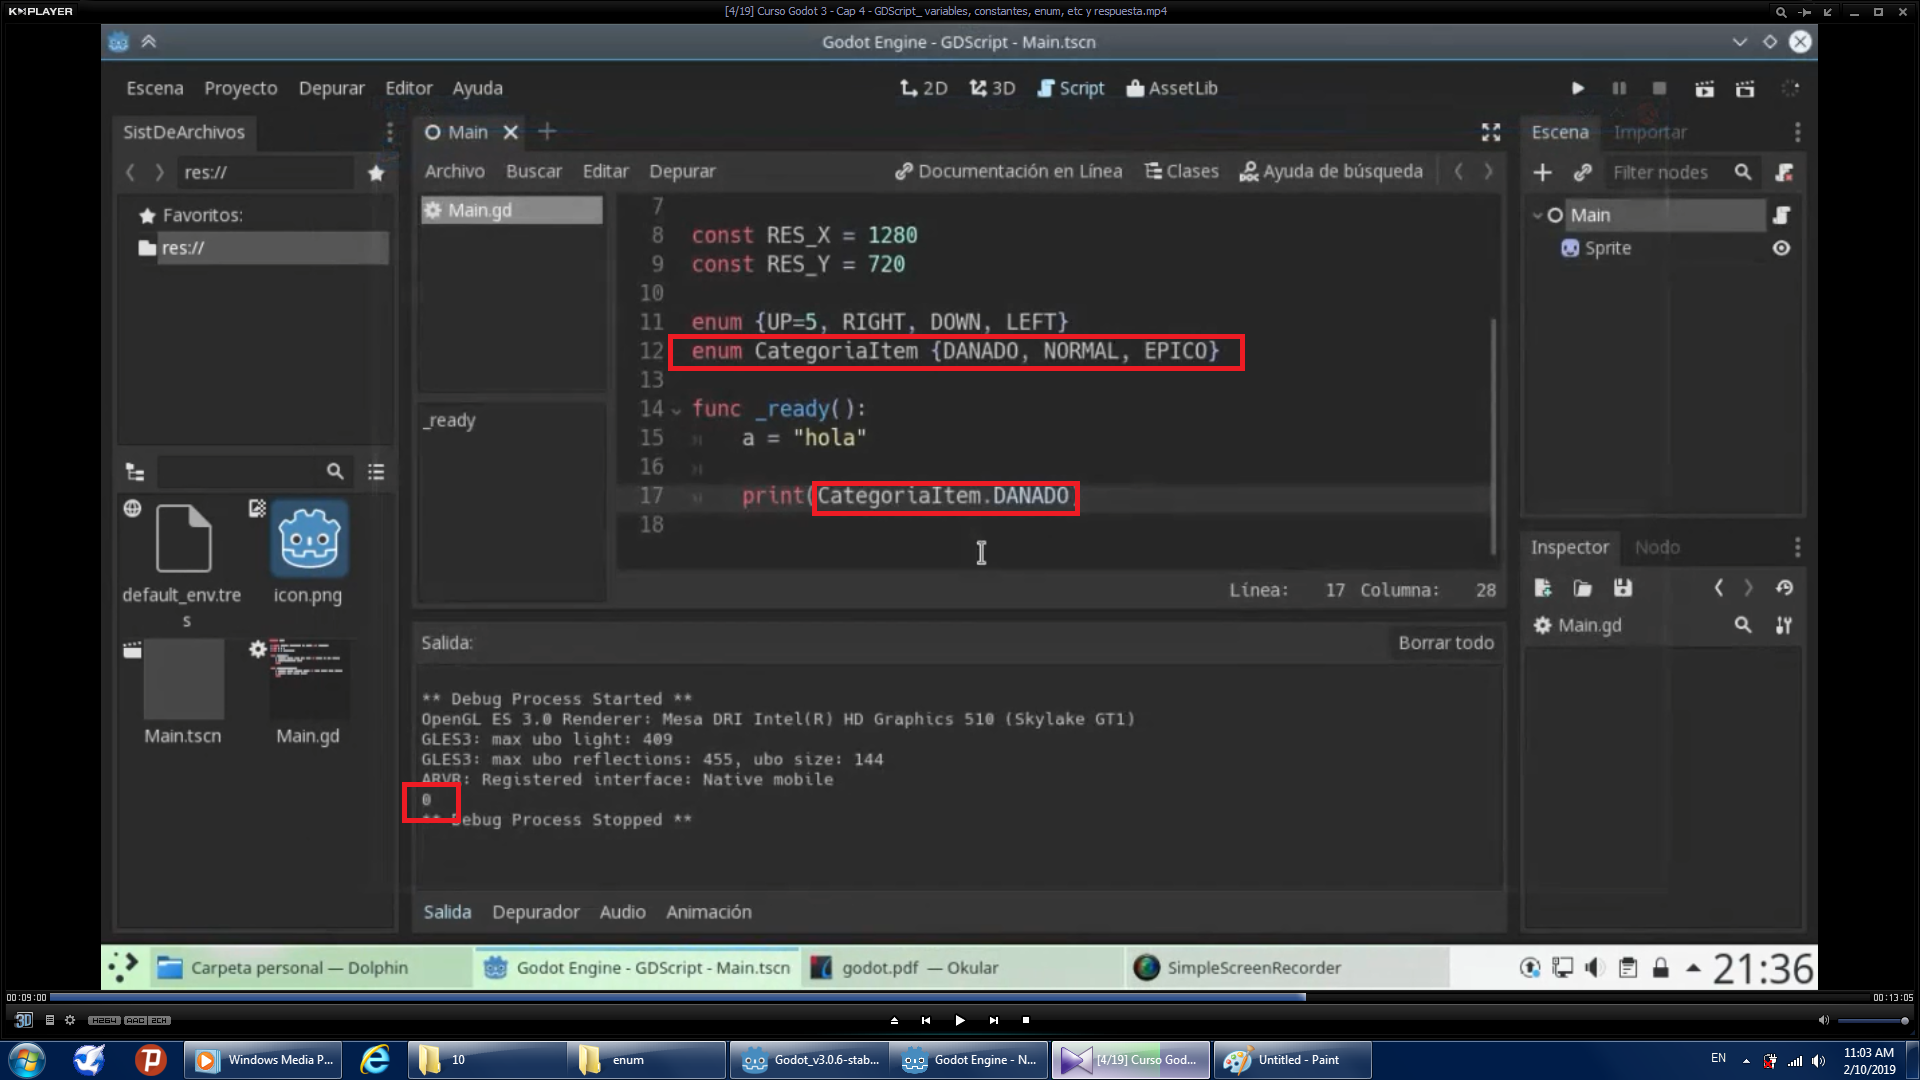 KMPLAYER
[4/19] Curso Godot 3 - Cap 4 - GDScript_ variables, constantes, enum, etc y respuesta.mp4
Godot Engine - GDScript - Main.tscn
Escena Proyecto Depurar Editor Ayuda
2D 3D Script AssetLib
SistDeArchivos
Main
Escena Importar
res://
Archivo Buscar Editar Depurar
Documentación en Línea Clases Ayuda de búsqueda
Filter nodes
Favoritos:
res://
Main.gd
_ready
7
8 const RES_X = 1280
9 const RES_Y = 720
10
11 enum {UP=5, RIGHT, DOWN, LEFT}
12 enum CategoriaItem {DANADO, NORMAL, EPICO}
13
14 func _ready():
15 a = "hola"
16
17 print(CategoriaItem.DANADO)
18
Línea: 17 Columna: 28
Main
Sprite
Inspector Nodo
Main.gd
default_env.tre
s
icon.png
Main.tscn
Main.gd
Salida:
Borrar todo
** Debug Process Started **
OpenGL ES 3.0 Renderer: Mesa DRI Intel(R) HD Graphics 510 (Skylake GT1)
GLES3: max ubo light: 409
GLES3: max ubo reflections: 455, ubo size: 144
ARVR: Registered interface: Native mobile
0
** Debug Process Stopped **
Salida Depurador Audio Animación
Carpeta personal — Dolphin
Godot Engine - GDScript - Main.tscn
godot.pdf — Okular
SimpleScreenRecorder
21:36
00:09:00
00:13:05
3D H264 AAC 2CH
Windows Media P...
10
enum
Godot_v3.0.6-stab...
Godot Engine - N...
[4/19] Curso God...
Untitled - Paint
EN
11:03 AM
2/10/2019